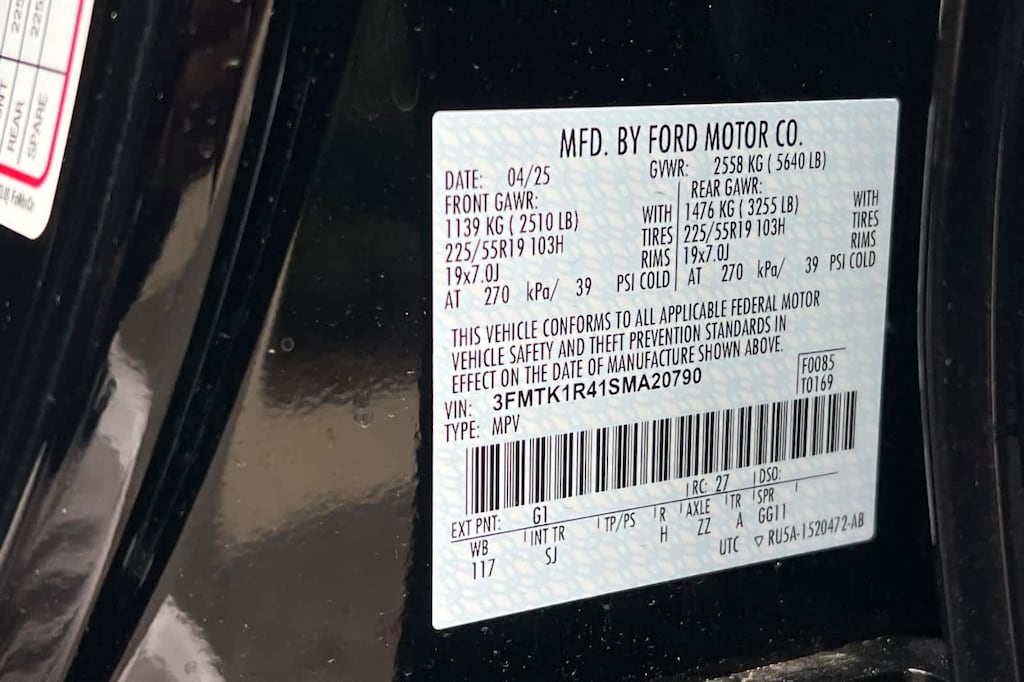 225
225
FRONT
REAR
SPARE
MFD. BY FORD MOTOR CO.
DATE: 04/25 GVWR: 2558 KG ( 5640 LB)
FRONT GAWR: REAR GAWR:
1139 KG ( 2510 LB) WITH 1476 KG ( 3255 LB) WITH
225/55R19 103H TIRES 225/55R19 103H TIRES
19x7.0J RIMS 19x7.0J RIMS
AT 270 kPa/ 39 PSI COLD AT 270 kPa/ 39 PSI COLD
THIS VEHICLE CONFORMS TO ALL APPLICABLE FEDERAL MOTOR
VEHICLE SAFETY AND THEFT PREVENTION STANDARDS IN
EFFECT ON THE DATE OF MANUFACTURE SHOWN ABOVE.
VIN: 3FMTK1R41SMA20790 F0085
TYPE: MPV T0169
EXT PNT: G1 RC: 27 DSO:
WB INT TR TP/PS R AXLE TR SPR
117 SJ H ZZ A GG11
UTC ▽ RU5A-1520472-AB